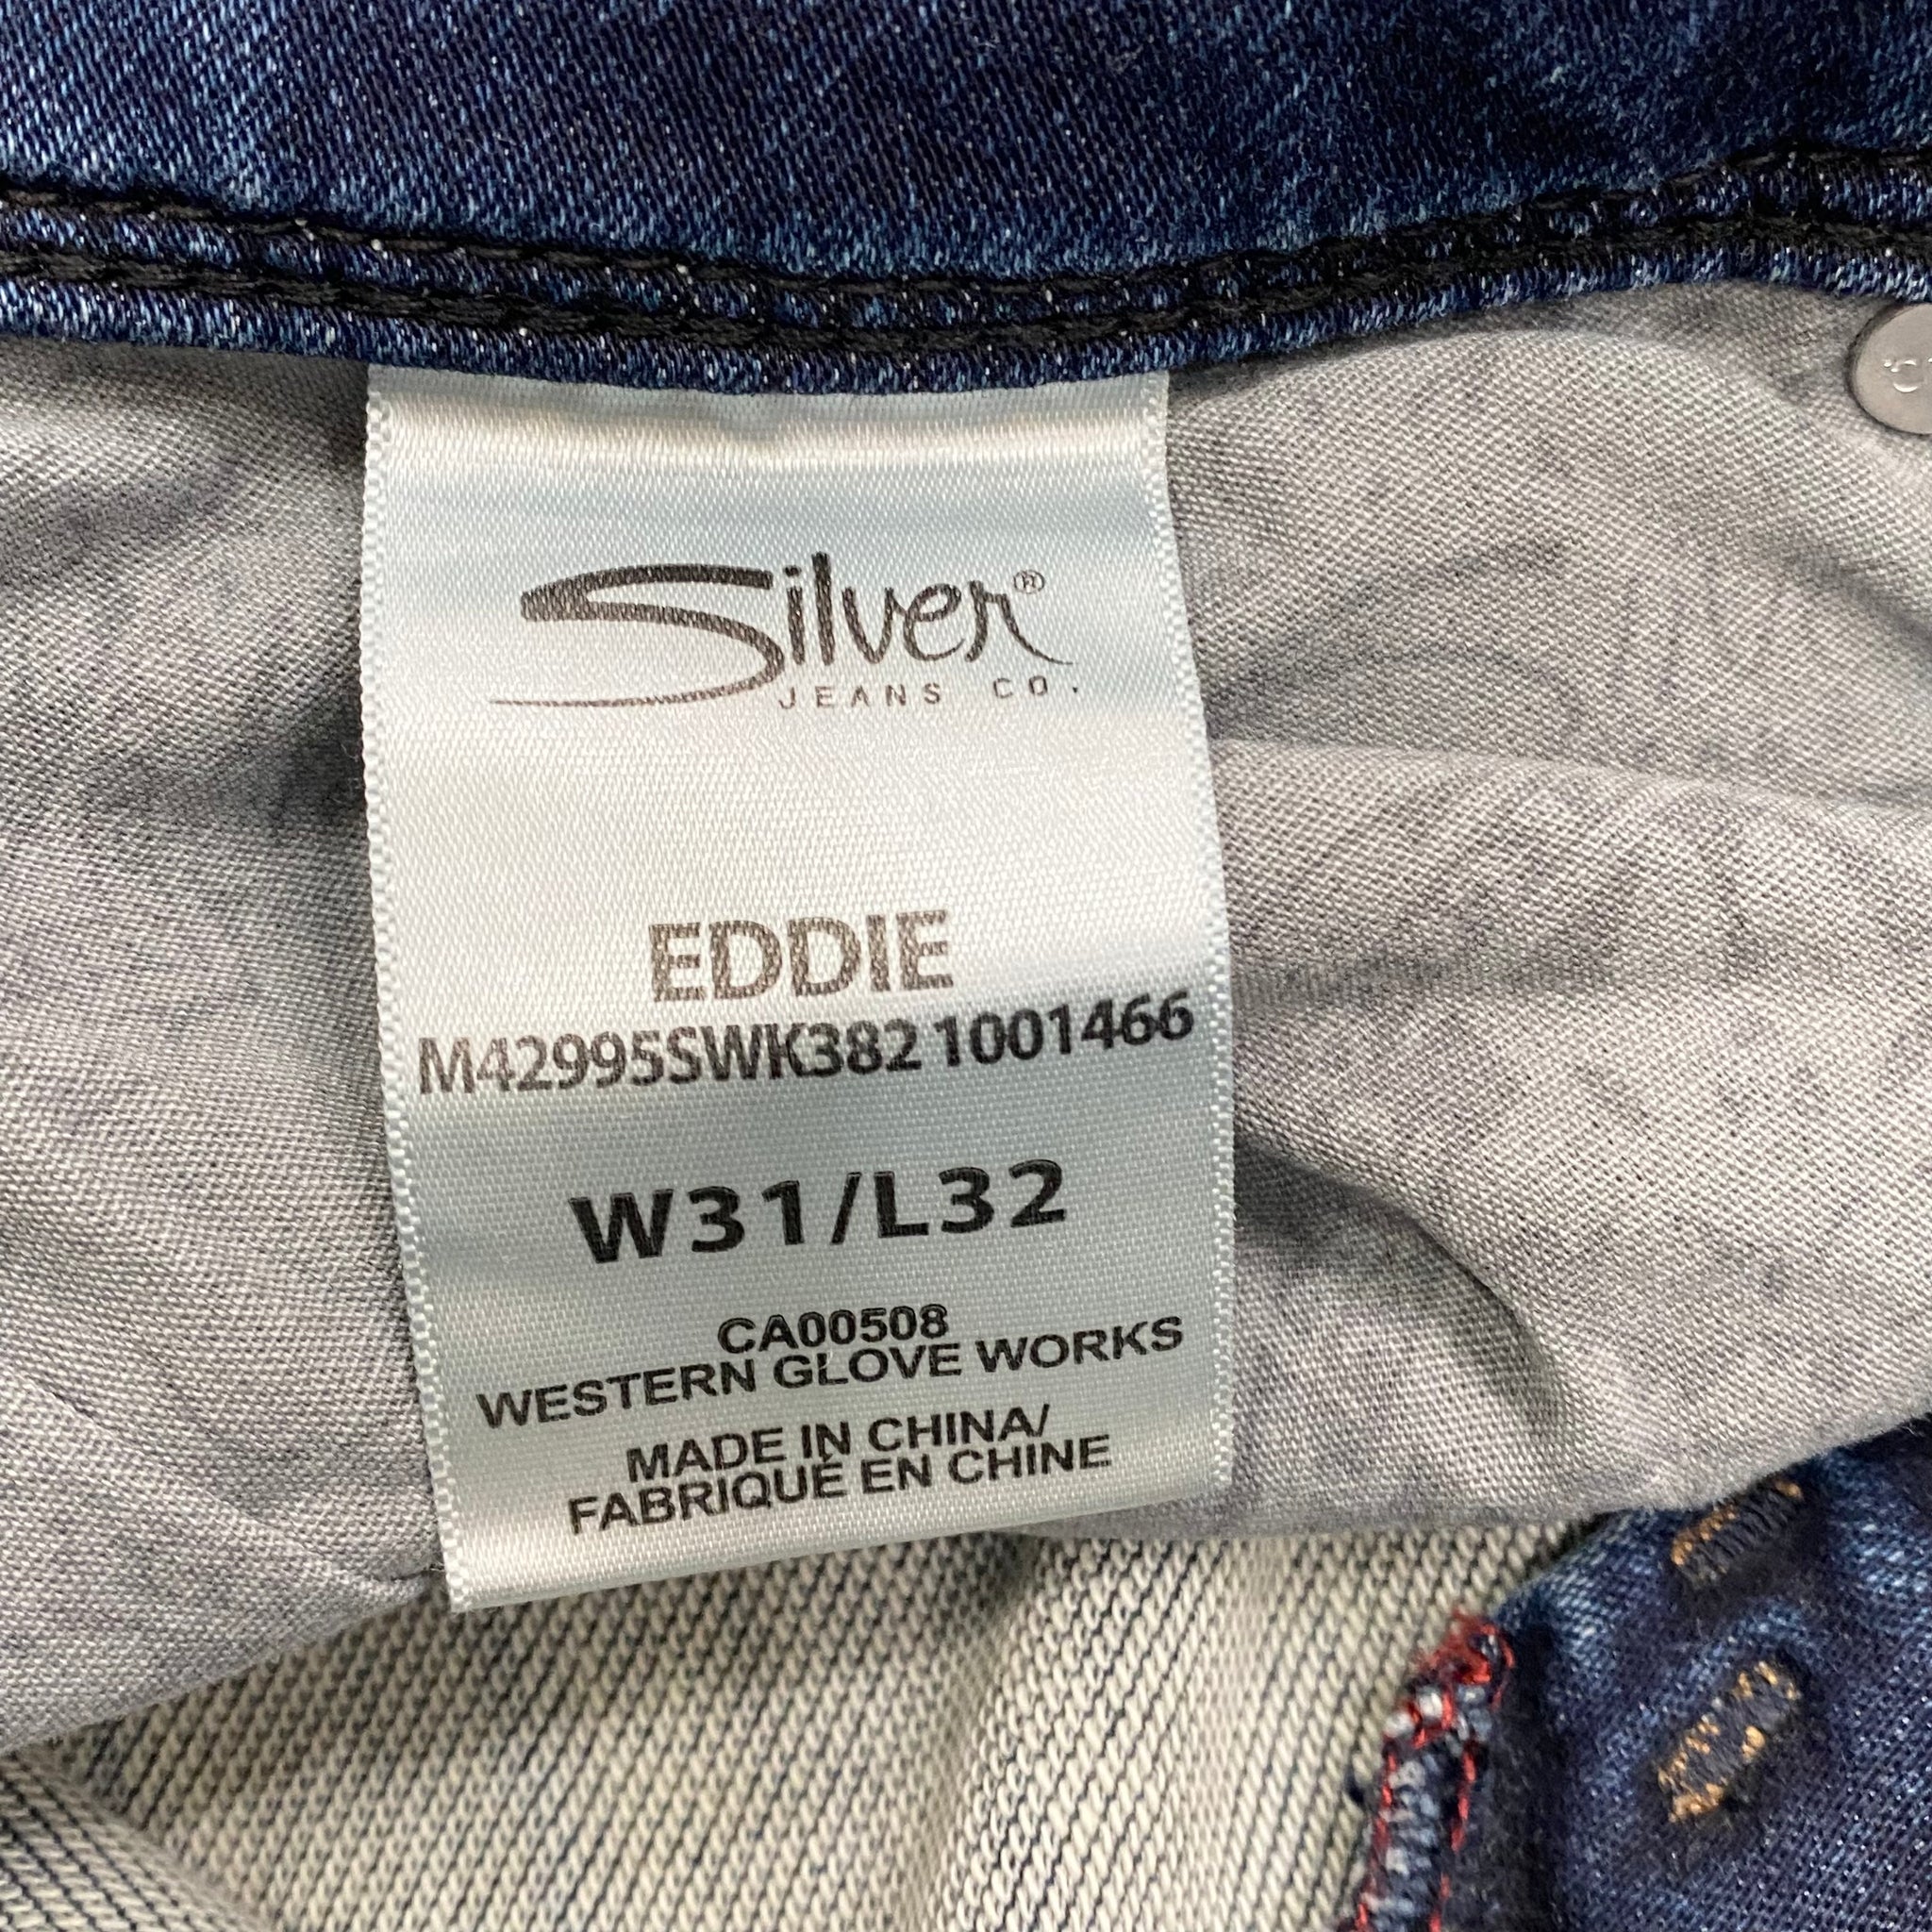 Silver®
JEANS CO.
EDDIE
M42995SWK382 1001466
W31/L32
CA00508
WESTERN GLOVE WORKS
MADE IN CHINA/
FABRIQUÉ EN CHINE